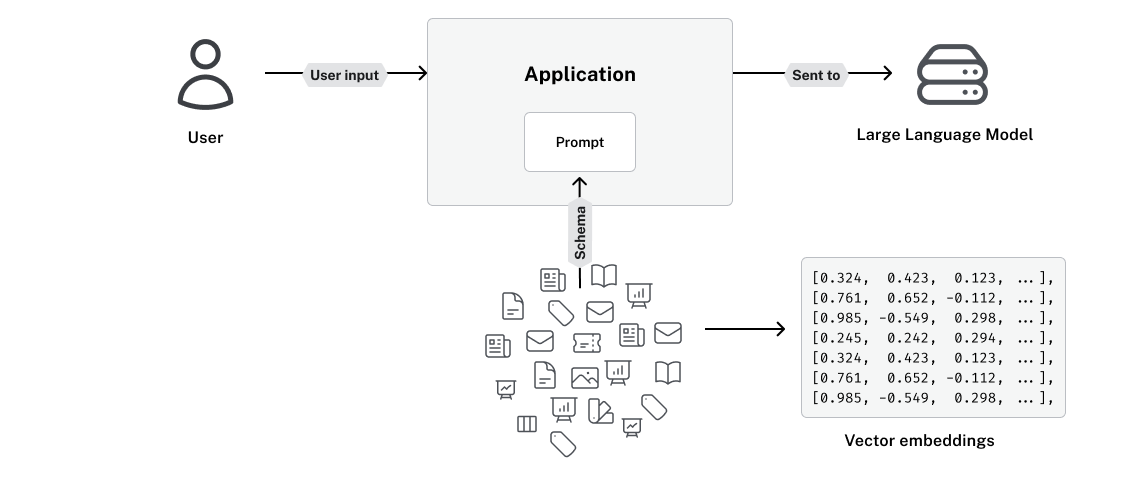 User input
Application
Sent to
User
Large Language Model
Prompt
Schema
[0.324, 0.423, 0.123, ... ],
[0.761, 0.652, -0.112, ... ],
[0.985, -0.549, 0.298, ... ],
[0.245, 0.242, 0.294, ... ],
[0.324, 0.423, 0.123, ... ],
[0.761, 0.652, -0.112, ... ],
[0.985, -0.549, 0.298, ... ],
Vector embeddings